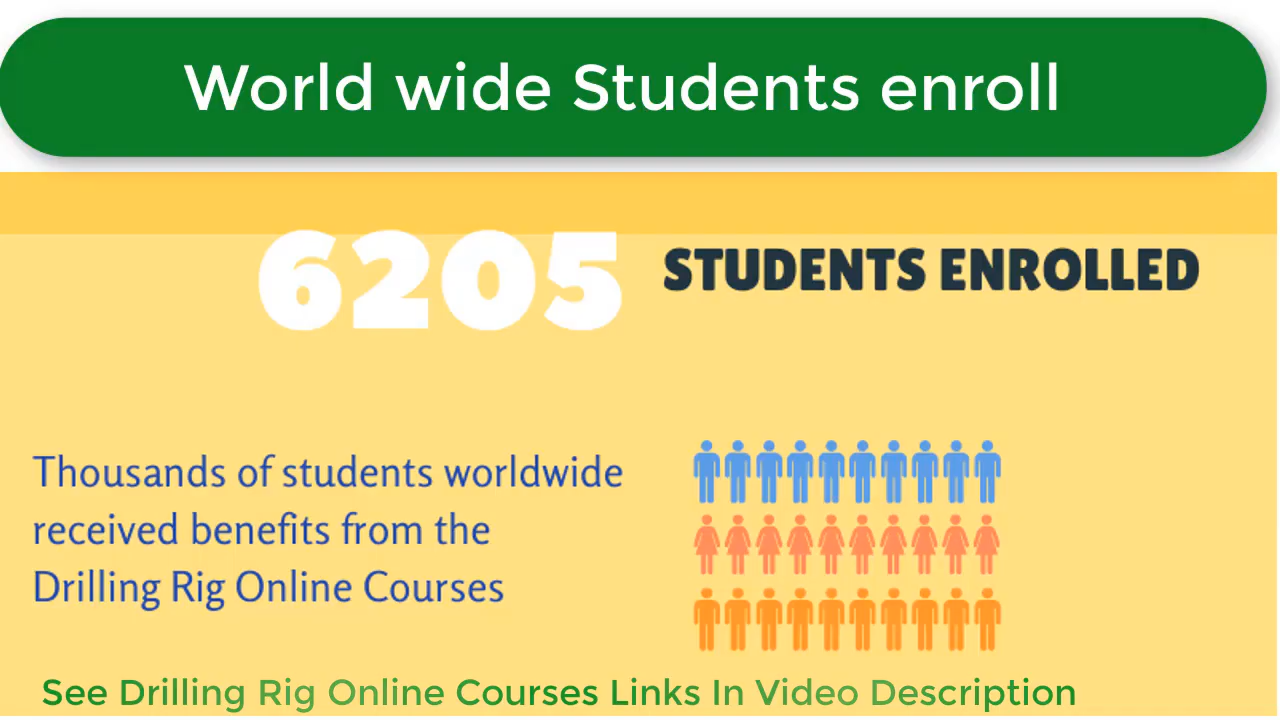 World wide Students enroll
6205 STUDENTS ENROLLED
Thousands of students worldwide
received benefits from the
Drilling Rig Online Courses
See Drilling Rig Online Courses Links In Video Description